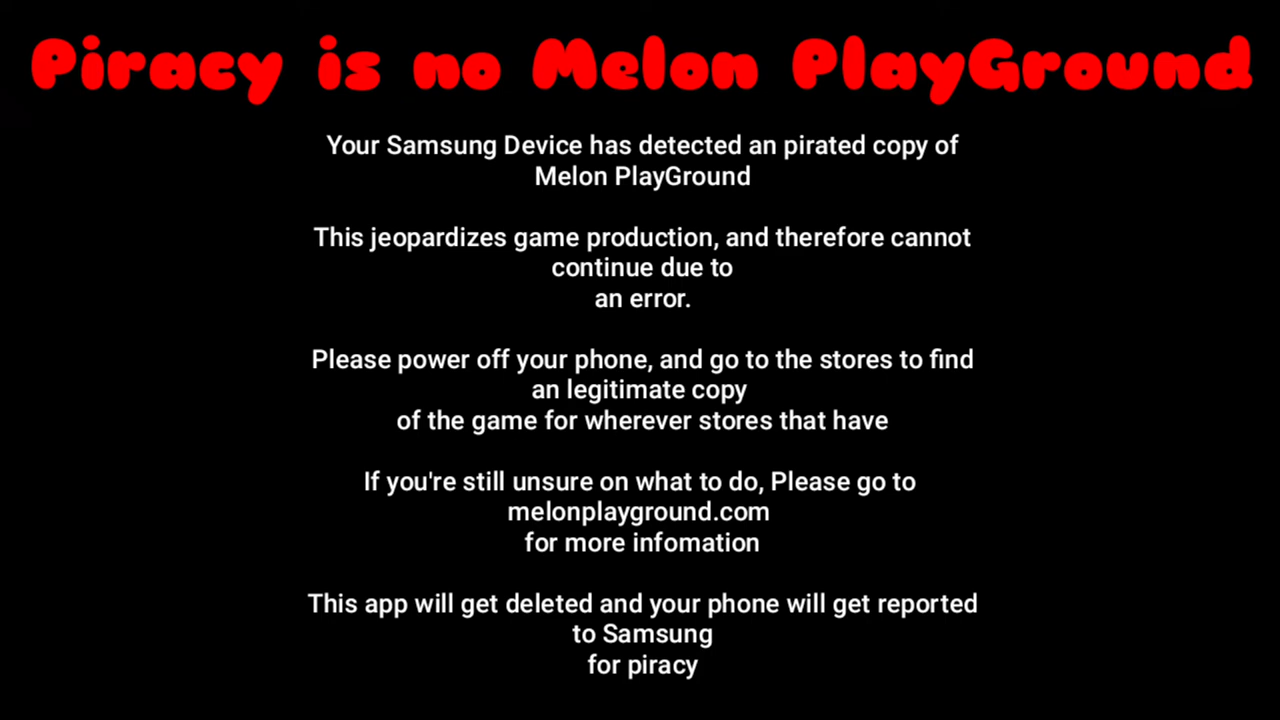 Piracy is no Melon PlayGround
Your Samsung Device has detected an pirated copy of
Melon PlayGround
This jeopardizes game production, and therefore cannot
continue due to
an error.
Please power off your phone, and go to the stores to find
an legitimate copy
of the game for wherever stores that have
If you're still unsure on what to do, Please go to
melonplayground.com
for more infomation
This app will get deleted and your phone will get reported
to Samsung
for piracy